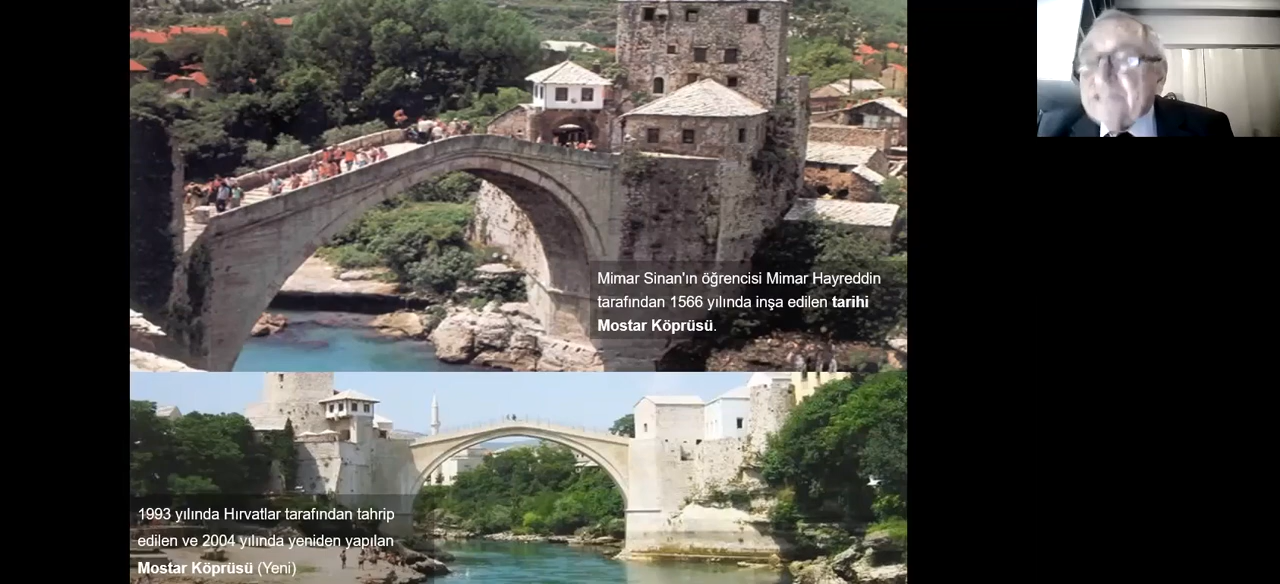 Mimar Sinan'ın öğrencisi Mimar Hayreddin
tarafından 1566 yılında inşa edilen tarihi
Mostar Köprüsü.
1993 yılında Hırvatlar tarafından tahrip
edilen ve 2004 yılında yeniden yapılan
Mostar Köprüsü (Yeni)